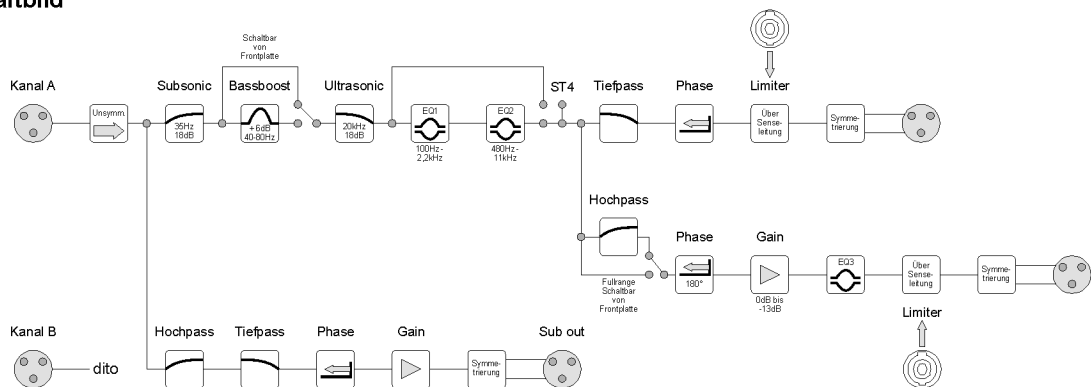 altbild
Schaltbar
von
Frontplatte
Kanal A
Subsonic
Bassboost
Ultrasonic
ST4
Tiefpass
Phase
Limiter
Unsymm.
35Hz
18dB
+6dB
40-80Hz
20kHz
18dB
EQ1
100Hz-
2,2kHz
EQ2
480Hz-
11kHz
Über
Sense-
leitung
Symme-
trierung
Hochpass
Phase
Gain
Fullrange
Schaltbar
von
Frontplatte
180°
0dB bis
-13dB
EQ3
Über
Sense-
leitung
Symme-
trierung
Limiter
Kanal B
dito
Hochpass
Tiefpass
Phase
Gain
Sub out
Symme-
trierung